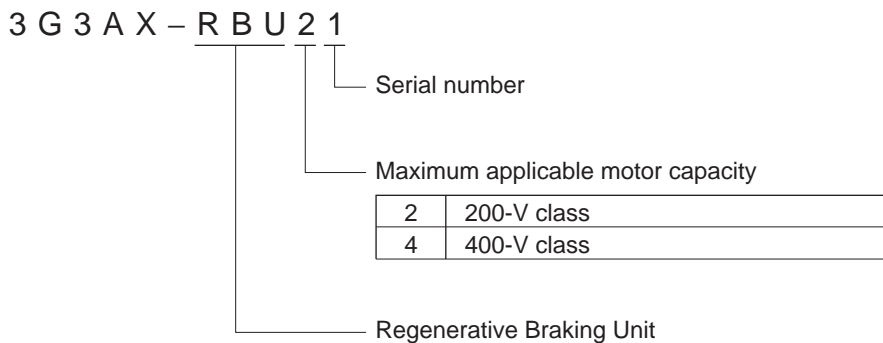 3G3AX–RBU21
Serial number
Maximum applicable motor capacity
2 200-V class
4 400-V class
Regenerative Braking Unit